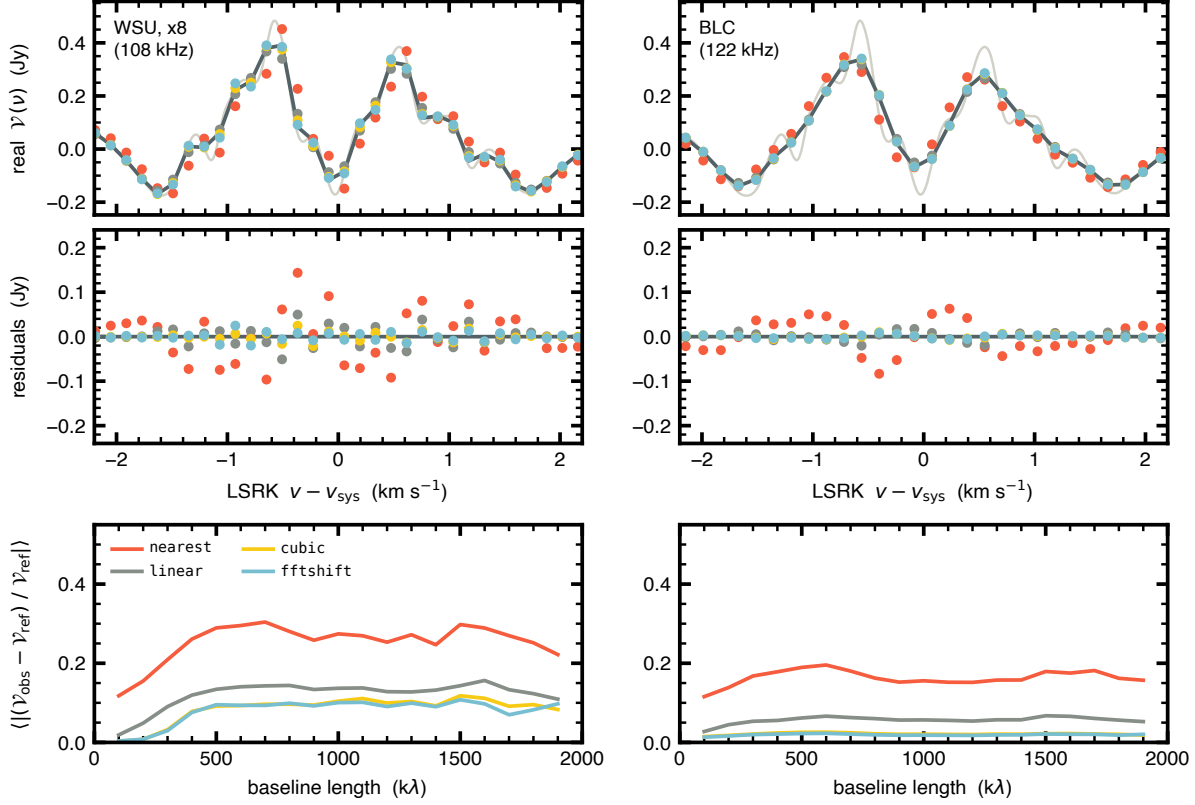 WSU, x8
(108 kHz)
BLC
(122 kHz)
real 𝒱(ν) (Jy)
0.4
0.2
0.0
−0.2
0.4
0.2
0.0
−0.2
residuals (Jy)
0.2
0.1
0.0
−0.1
−0.2
0.2
0.1
0.0
−0.1
−0.2
−2 −1 0 1 2
−2 −1 0 1 2
LSRK v − v_sys (km s⁻¹)
LSRK v − v_sys (km s⁻¹)
⟨|(𝒱_obs − 𝒱_ref) / 𝒱_ref|⟩
nearest
linear
cubic
fftshift
0.4
0.2
0.0
0.4
0.2
0.0
0 500 1000 1500 2000
0 500 1000 1500 2000
baseline length (kλ)
baseline length (kλ)